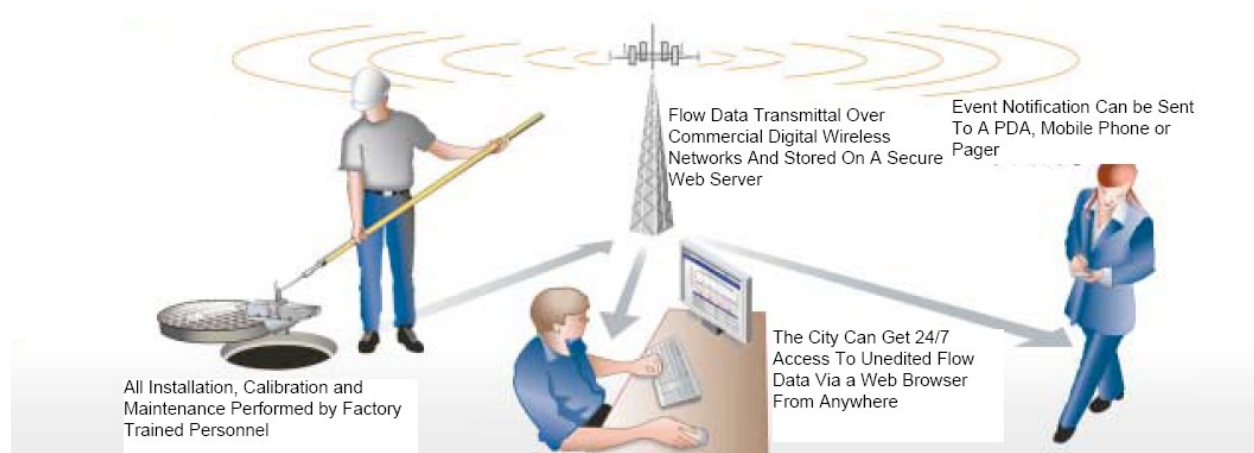 Flow Data Transmittal Over
Commercial Digital Wireless
Networks And Stored On A Secure
Web Server
Event Notification Can be Sent
To A PDA, Mobile Phone or
Pager
The City Can Get 24/7
Access To Unedited Flow
Data Via a Web Browser
From Anywhere
All Installation, Calibration and
Maintenance Performed by Factory
Trained Personnel